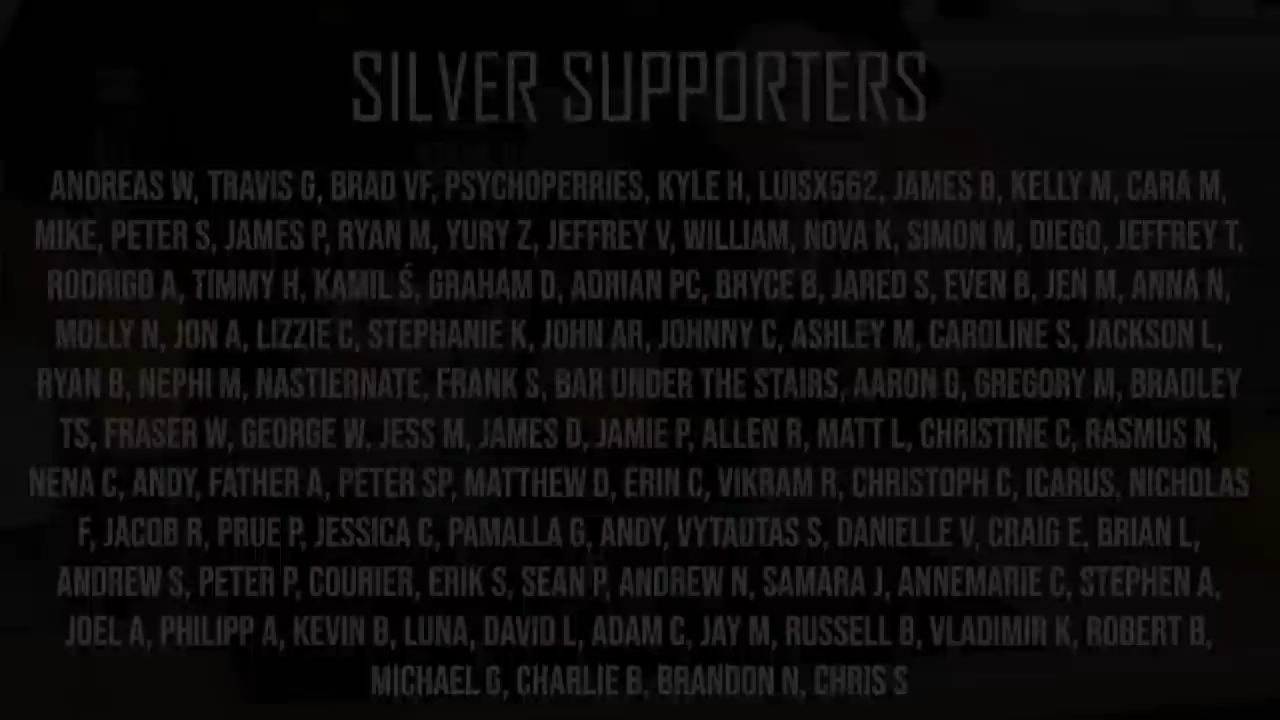 SILVER SUPPORTERS
ANDREAS W, TRAVIS G, BRAD VF, PSYCHOPERRIES, KYLE H, LUISX562, JAMES B, KELLY M, CARA M,
MIKE, PETER S, JAMES P, RYAN M, YURY Z, JEFFREY V, WILLIAM, NOVA K, SIMON M, DIEGO, JEFFREY T,
RODRIGO A, TIMMY H, KAMIL Ś, GRAHAM D, ADRIAN PC, BRYCE B, JARED S, EVEN B, JEN M, ANNA N,
MOLLY N, JON A, LIZZIE C, STEPHANIE K, JOHN AR, JOHNNY C, ASHLEY M, CAROLINE S, JACKSON L,
RYAN B, NEPHI M, NASTIERNATE, FRANK S, BAR UNDER THE STAIRS, AARON G, GREGORY M, BRADLEY
TS, FRASER W, GEORGE W, JESS M, JAMES D, JAMIE P, ALLEN R, MATT L, CHRISTINE C, RASMUS N,
NENA C, ANDY, FATHER A, PETER SP, MATTHEW D, ERIN C, VIKRAM R, CHRISTOPH C, ICARUS, NICHOLAS
F, JACOB R, PRUE P, JESSICA C, PAMALLA G, ANDY, VYTAUTAS S, DANIELLE V, CRAIG E, BRIAN L,
ANDREW S, PETER P, COURIER, ERIK S, SEAN P, ANDREW N, SAMARA J, ANNEMARIE C, STEPHEN A,
JOEL A, PHILIPP A, KEVIN B, LUNA, DAVID L, ADAM C, JAY M, RUSSELL B, VLADIMIR K, ROBERT B,
MICHAEL G, CHARLIE B, BRANDON N, CHRIS S